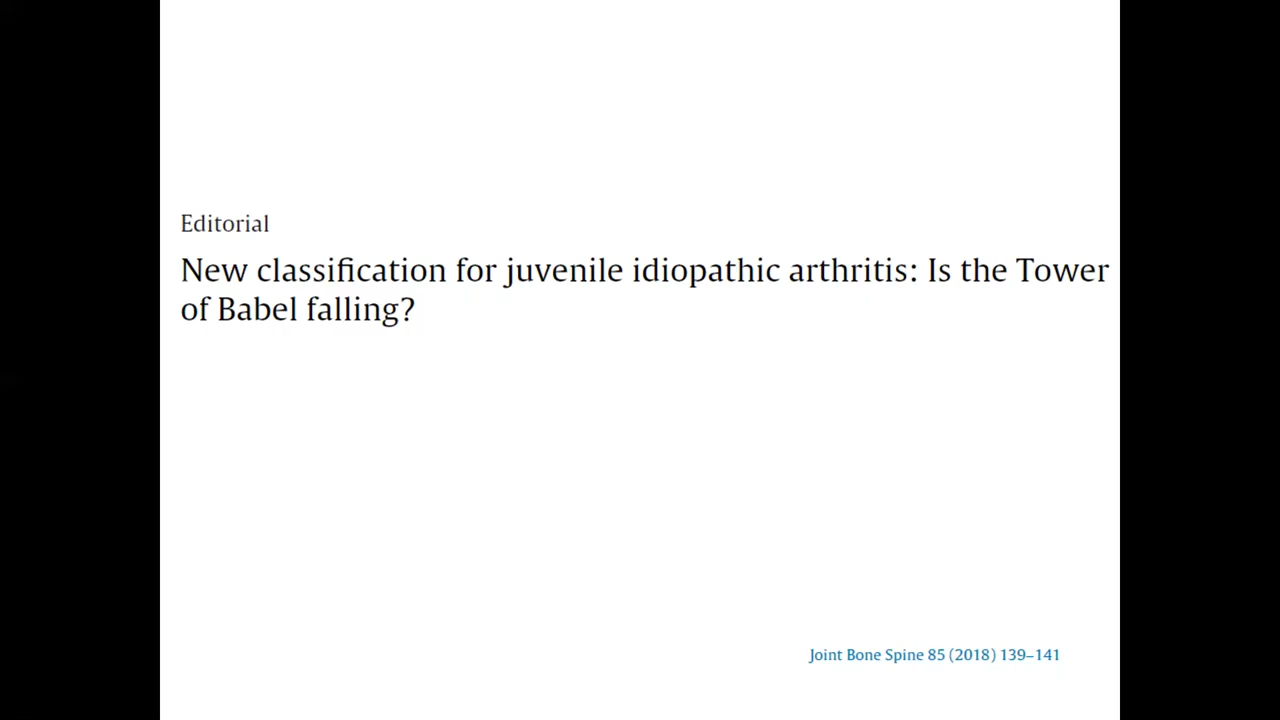 Editorial
New classification for juvenile idiopathic arthritis: Is the Tower
of Babel falling?
Joint Bone Spine 85 (2018) 139–141